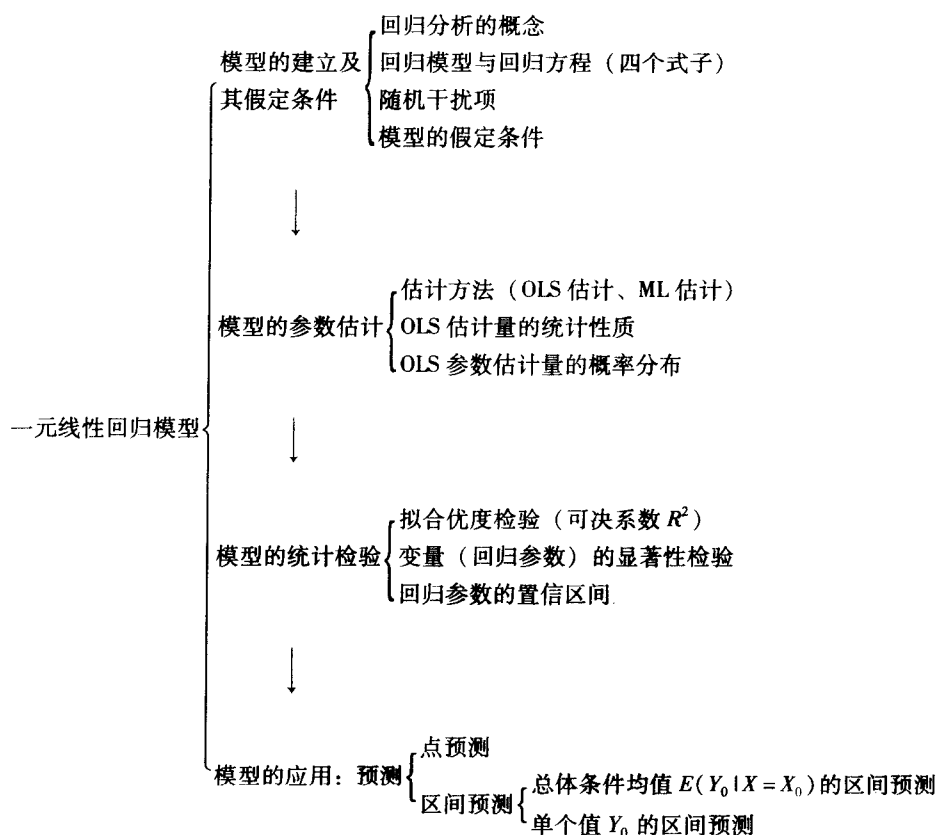 回归分析的概念
模型的建立及
回归模型与回归方程（四个式子）
其假定条件
随机干扰项
模型的假定条件
估计方法（OLS 估计、ML 估计）
模型的参数估计
OLS 估计量的统计性质
OLS 参数估计量的概率分布
一元线性回归模型
拟合优度检验（可决系数 R²）
模型的统计检验
变量（回归参数）的显著性检验
回归参数的置信区间
点预测
模型的应用：预测
区间预测
总体条件均值 E(Y₀|X=X₀)的区间预测
单个值 Y₀ 的区间预测